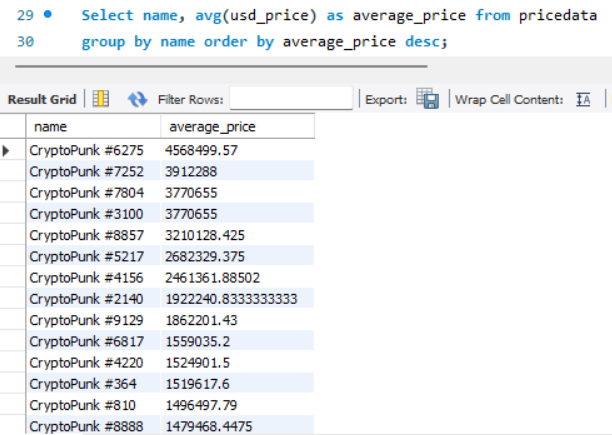 29 Select name, avg(usd_price) as average_price from pricedata
30 group by name order by average_price desc;
Result Grid Filter Rows: Export: Wrap Cell Content: IA
name average_price
CryptoPunk #6275 4568499.57
CryptoPunk #7252 3912288
CryptoPunk #7804 3770655
CryptoPunk #3100 3770655
CryptoPunk #8857 3210128.425
CryptoPunk #5217 2682329.375
CryptoPunk #4156 2461361.88502
CryptoPunk #2140 1922240.8333333333
CryptoPunk #9129 1862201.43
CryptoPunk #6817 1559035.2
CryptoPunk #4220 1524901.5
CryptoPunk #364 1519617.6
CryptoPunk #810 1496497.79
CryptoPunk #8888 1479468.4475